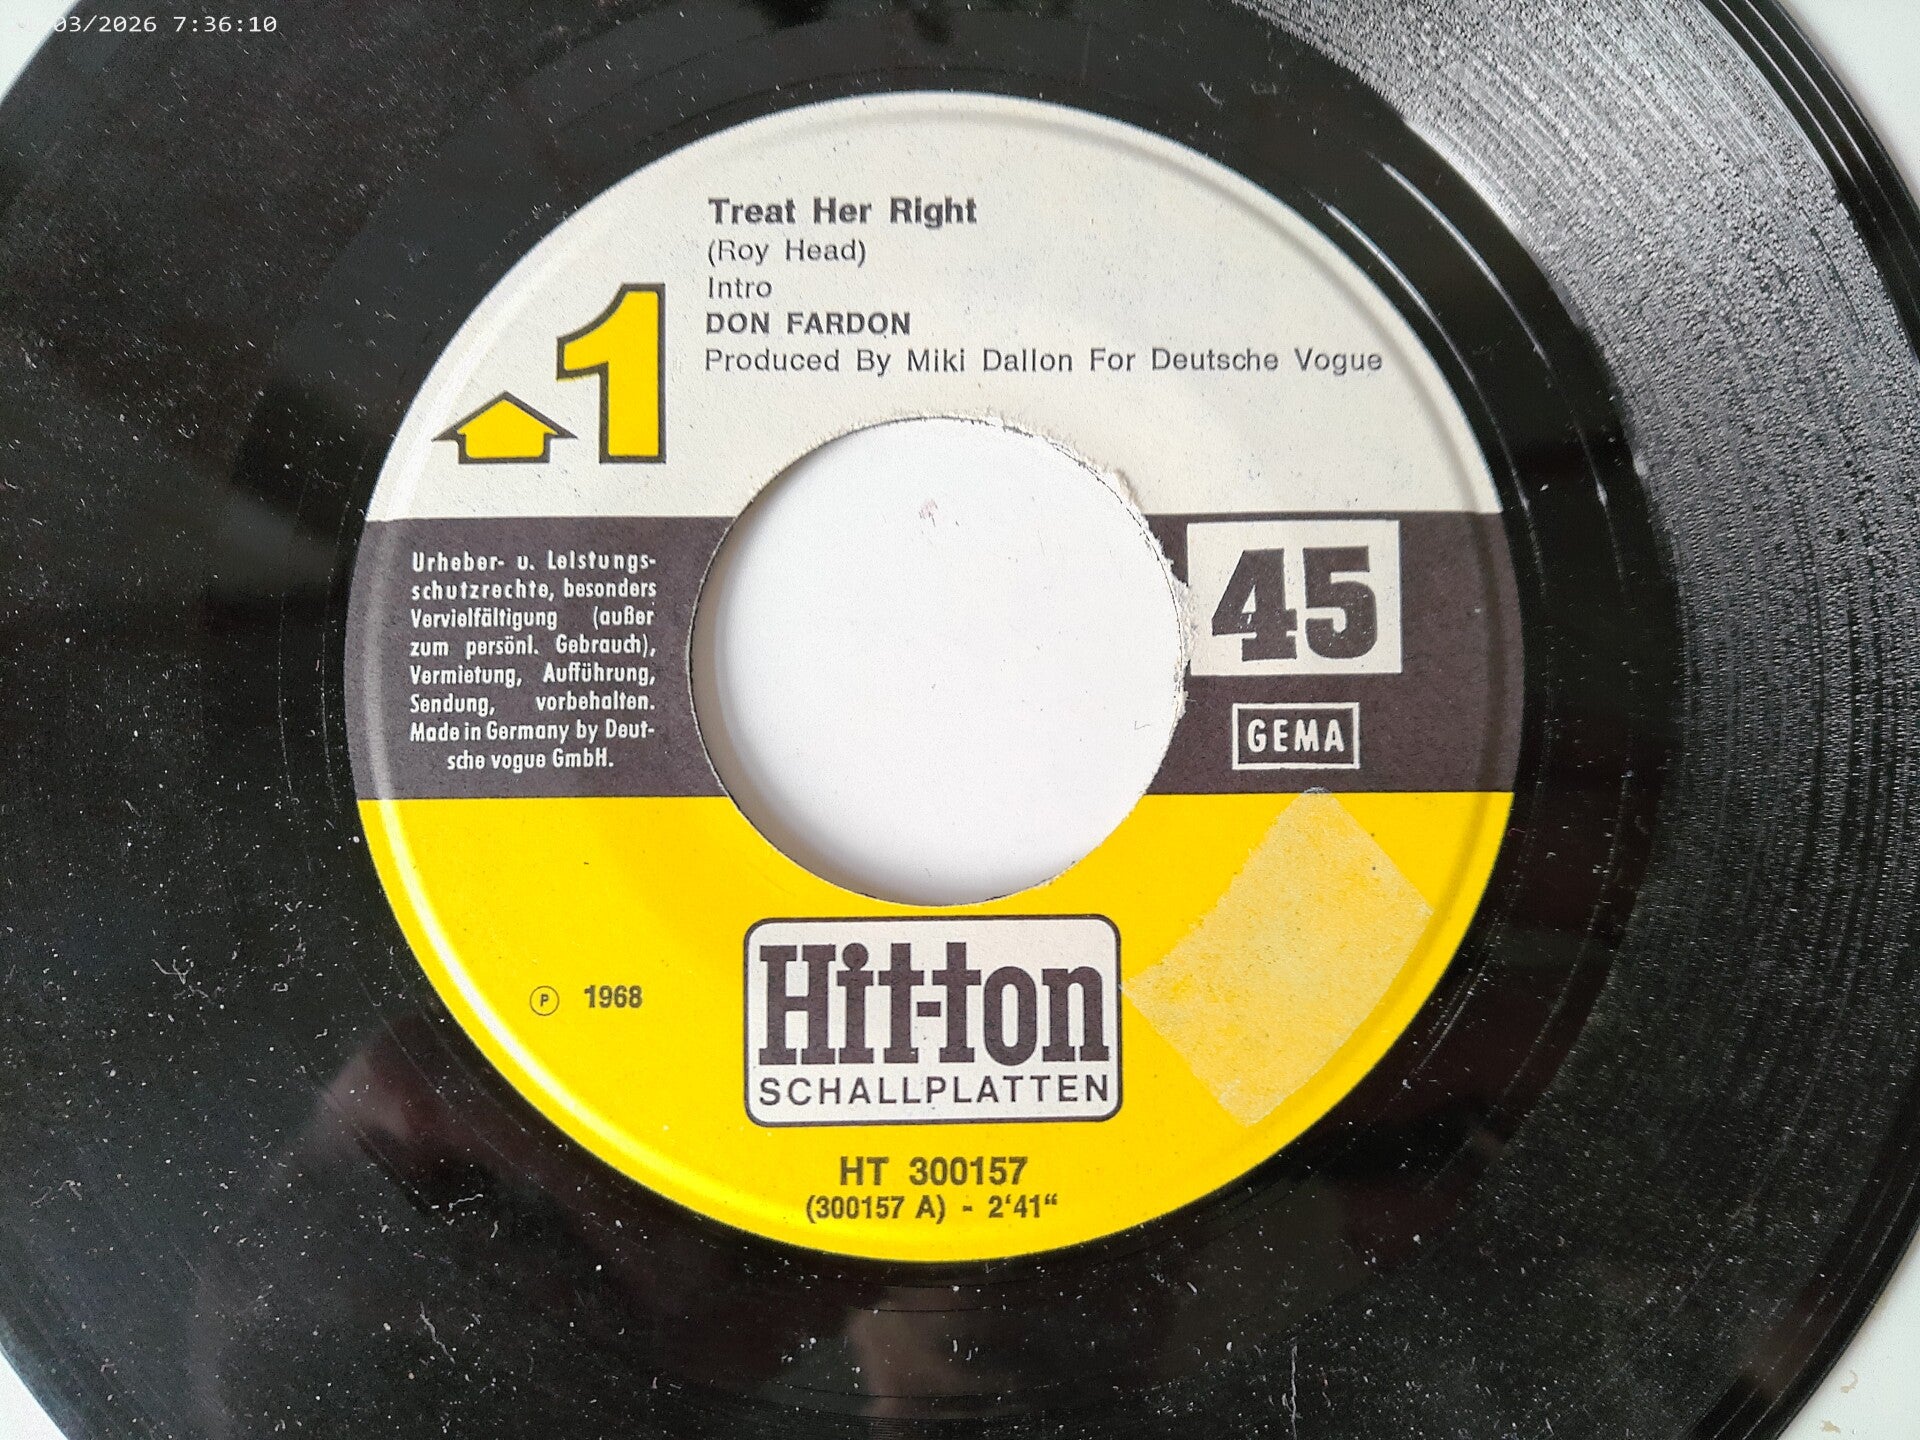 03/2026 7:36:10
Treat Her Right
(Roy Head)
Intro
DON FARDON
Produced By Miki Dallon For Deutsche Vogue
1
Urheber- u. Leistungs-
schutzrechte, besonders
Vervielfältigung (außer
zum persönl. Gebrauch),
Vermietung, Aufführung,
Sendung, vorbehalten.
Made in Germany by Deut-
sche vogue GmbH.
45
GEMA
℗ 1968
Hit-ton
SCHALLPLATTEN
HT 300157
(300157 A) - 2'41"